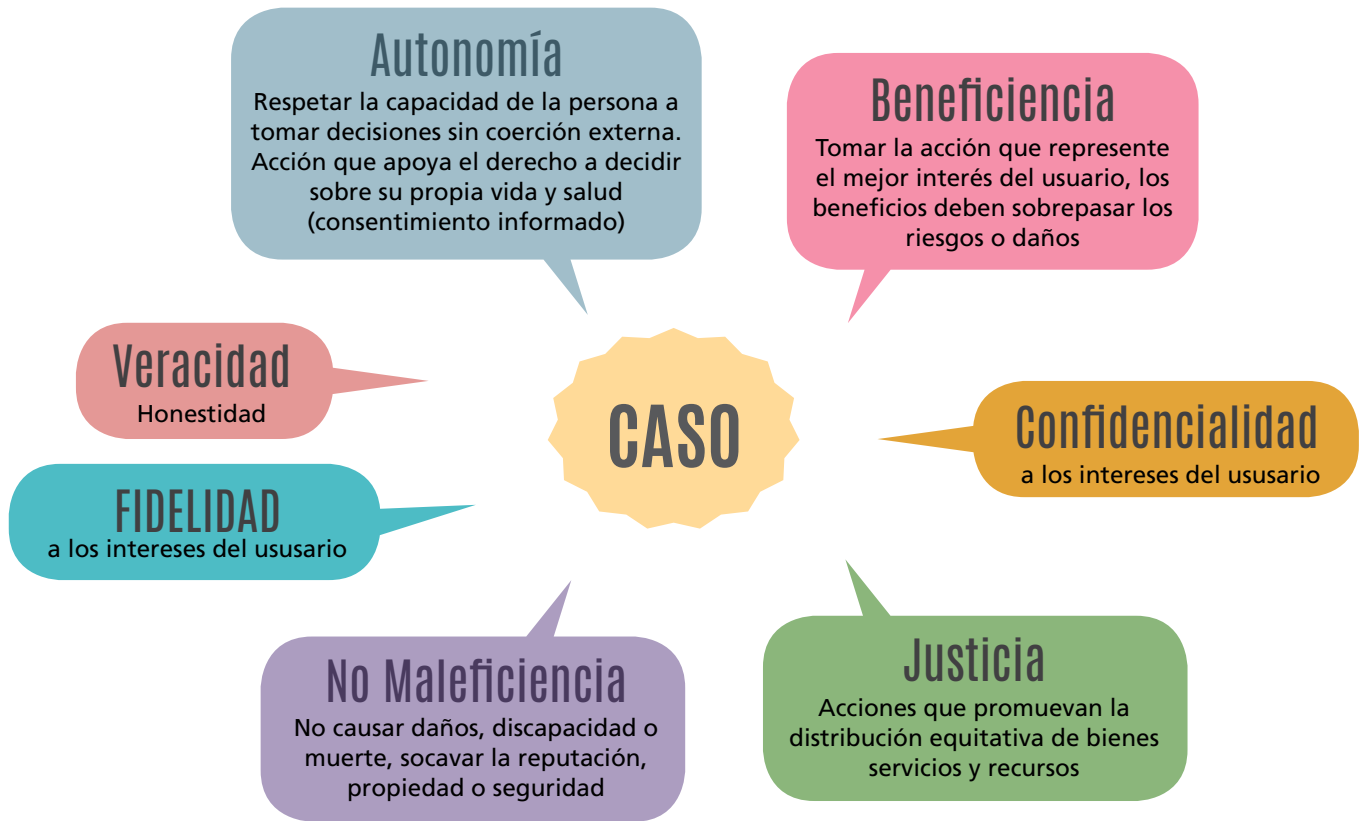 Autonomía
Respetar la capacidad de la persona a
tomar decisiones sin coerción externa.
Acción que apoya el derecho a decidir
sobre su propia vida y salud
(consentimiento informado)
Beneficiencia
Tomar la acción que represente
el mejor interés del usuario, los
beneficios deben sobrepasar los
riesgos o daños
Veracidad
Honestidad
CASO
Confidencialidad
a los intereses del ususario
FIDELIDAD
a los intereses del ususario
No Maleficiencia
No causar daños, discapacidad o
muerte, socavar la reputación,
propiedad o seguridad
Justicia
Acciones que promuevan la
distribución equitativa de bienes
servicios y recursos